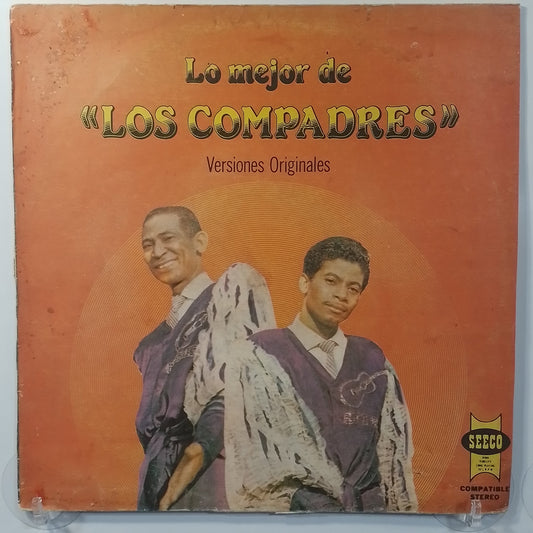 Lo mejor de
«LOS COMPADRES»
Versiones Originales
SEECO
COMPATIBLE
STEREO